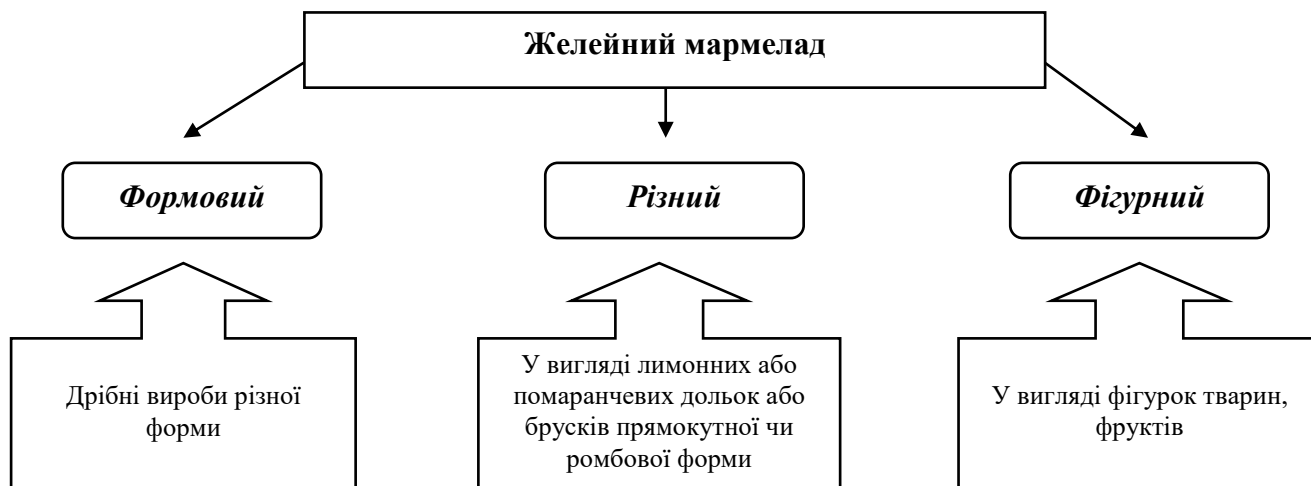 Желейний мармелад
Формовий
Різний
Фігурний
Дрібні вироби різної
форми
У вигляді лимонних або
помаранчевих дольок або
брусків прямокутної чи
ромбової форми
У вигляді фігурок тварин,
фруктів